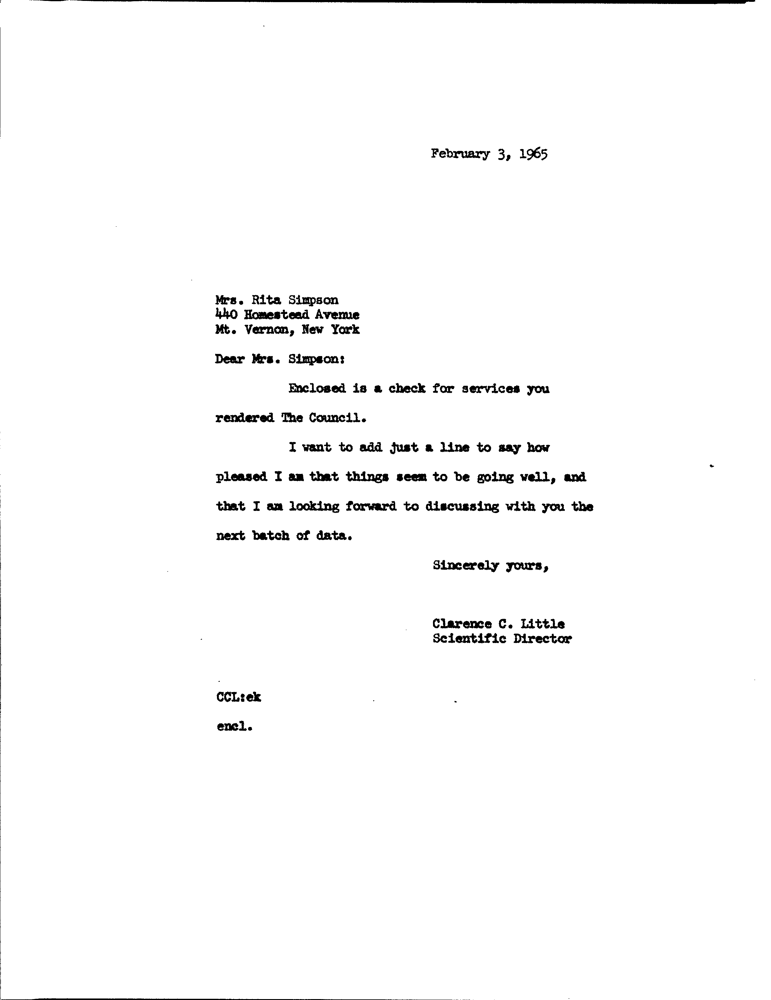 February 3, 1965
Mrs. Rita Simpson
440 Homestead Avenue
Mt. Vernon, New York
Dear Mrs. Simpson:
Enclosed is a check for services you
rendered The Council.
I want to add just a line to say how
pleased I am that things seem to be going well, and
that I am looking forward to discussing with you the
next batch of data.
Sincerely yours,
Clarence C. Little
Scientific Director
CCL:ek
encl.